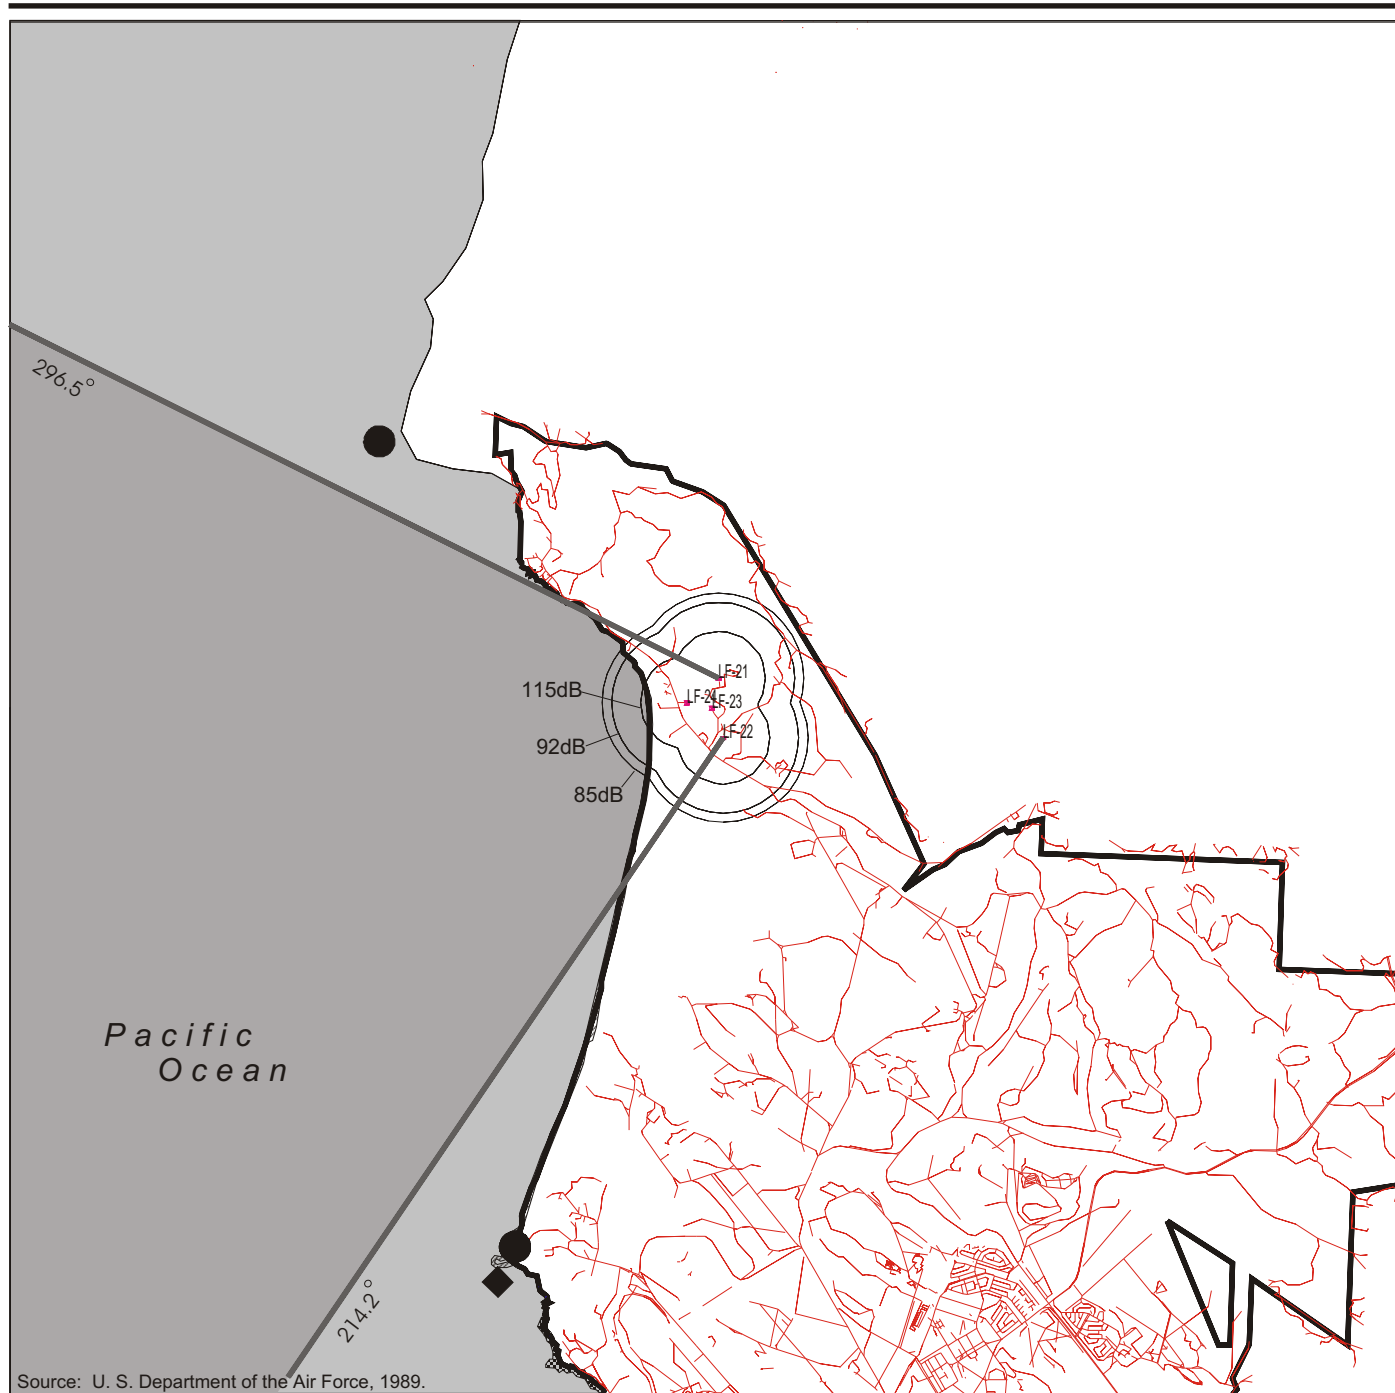 296.5°
LF-21
LF-24
LF-23
LF-22
115dB
92dB
85dB
Pacific
Ocean
214.2°
Source: U. S. Department of the Air Force, 1989.